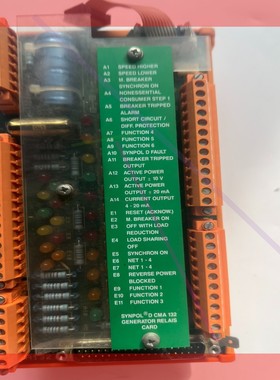 A1 SPEED HIGHER
A2 SPEED LOWER
A3 M. BREAKER
SYNCHRON ON
A4 NONESSENTIAL
CONSUMER STEP 1
A5 BREAKER TRIPPED
ALARM
A6 SHORT CIRCUIT /
DIFF. PROTECTION
A7 FUNCTION 4
A8 FUNCTION 5
A9 FUNCTION 6
A10 SYNPOL D FAULT
A11 BREAKER TRIPPED
OUTPUT
A12 ACTIVE POWER
OUTPUT ± 10 V
A13 ACTIVE POWER
OUTPUT ± 20 mA
A14 CURRENT OUTPUT
4 - 20 mA
E1 RESET (ACKNOW.)
E2 M. BREAKER ON
E3 OFF WITH LOAD
REDUCTION
E4 LOAD SHARING
OFF
E5 SYNCHRON ON
E6 NET 1 - 4
E7 NET 1 - 4
E8 REVERSE POWER
BLOCKED
E9 FUNCTION 1
E10 FUNCTION 2
E11 FUNCTION 3
SYNPOL® D CMA 132
GENERATOR RELAIS
CARD